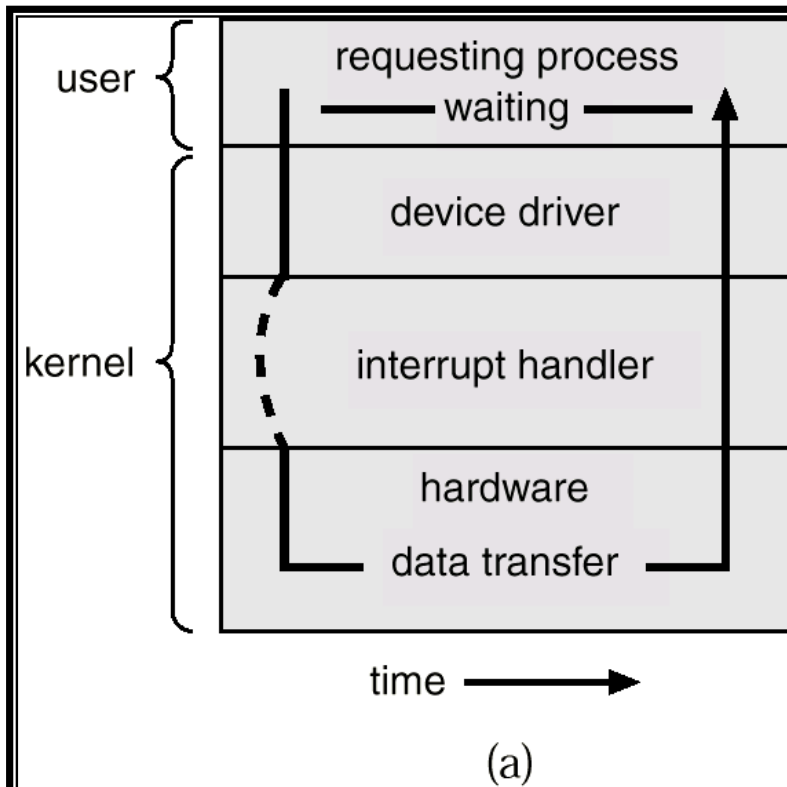 user
requesting process
waiting
device driver
kernel
interrupt handler
hardware
data transfer
time
(a)